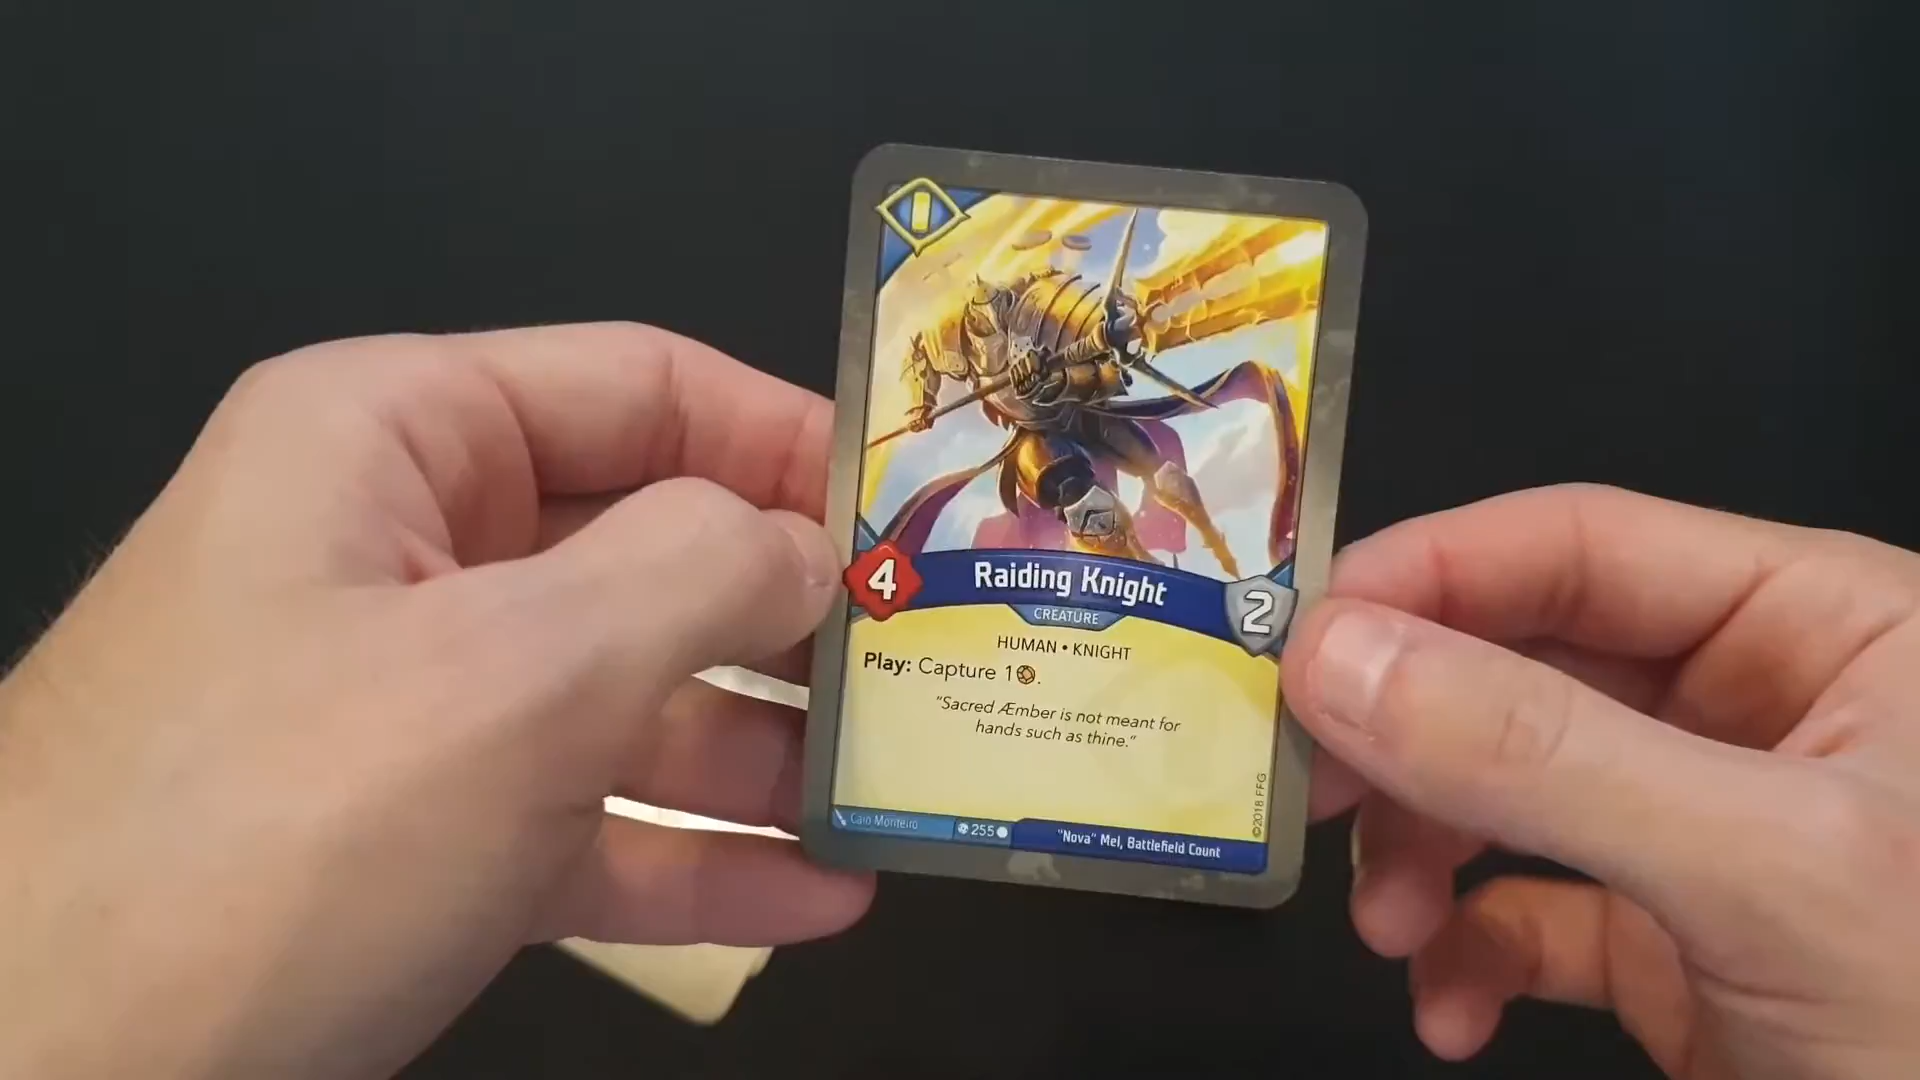 4
Raiding Knight
2
CREATURE
HUMAN • KNIGHT
Play: Capture 1.
"Sacred Æmber is not meant for
hands such as thine."
©2018 FFG
Caio Monteiro
255
"Nova" Mel, Battlefield Count